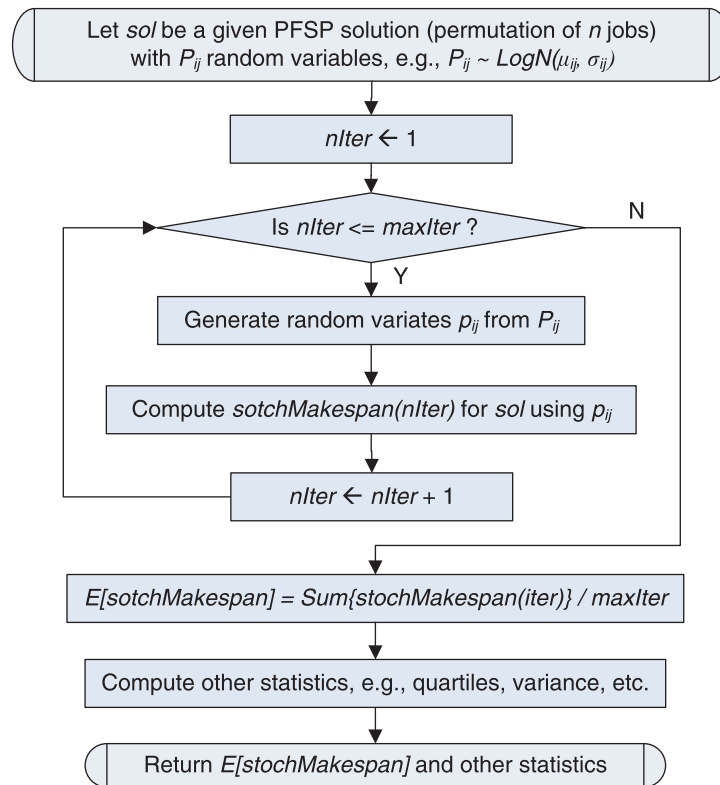 Let sol be a given PFSP solution (permutation of n jobs)
with Pij random variables, e.g., Pij ~ LogN(μij, σij)
nIter ← 1
Is nIter <= maxIter ?
N
Y
Generate random variates pij from Pij
Compute sotchMakespan(nIter) for sol using pij
nIter ← nIter + 1
E[sotchMakespan] = Sum{stochMakespan(iter)} / maxIter
Compute other statistics, e.g., quartiles, variance, etc.
Return E[stochMakespan] and other statistics